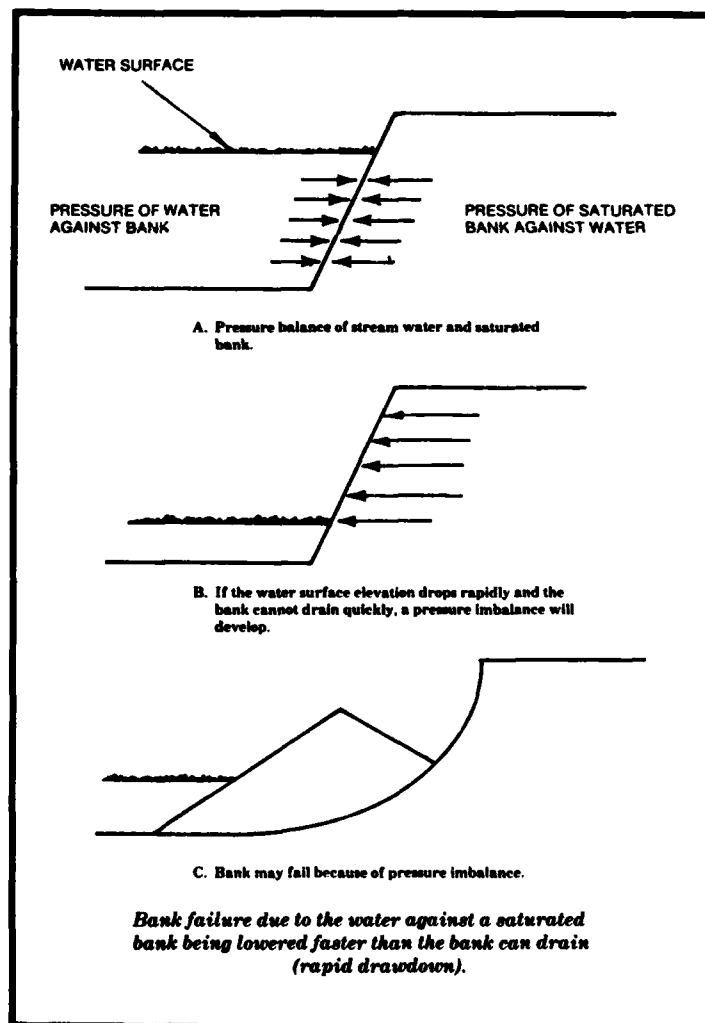 WATER SURFACE
PRESSURE OF WATER
AGAINST BANK
PRESSURE OF SATURATED
BANK AGAINST WATER
A. Pressure balance of stream water and saturated
bank.
B. If the water surface elevation drops rapidly and the
bank cannot drain quickly, a pressure imbalance will
develop.
C. Bank may fail because of pressure imbalance.
Bank failure due to the water against a saturated
bank being lowered faster than the bank can drain
(rapid drawdown).